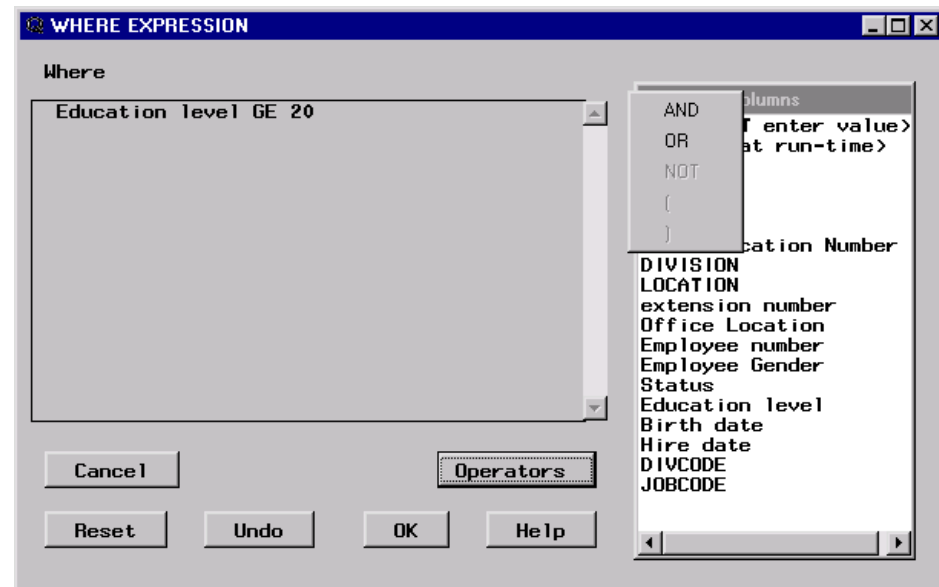 WHERE EXPRESSION
Where
Education level GE 20
AND
OR
NOT
(
)
enter value>
at run-time>
Number
DIVISION
LOCATION
extension number
Office Location
Employee number
Employee Gender
Status
Education level
Birth date
Hire date
DIVCODE
JOBCODE
Cancel
Operators
Reset
Undo
OK
Help